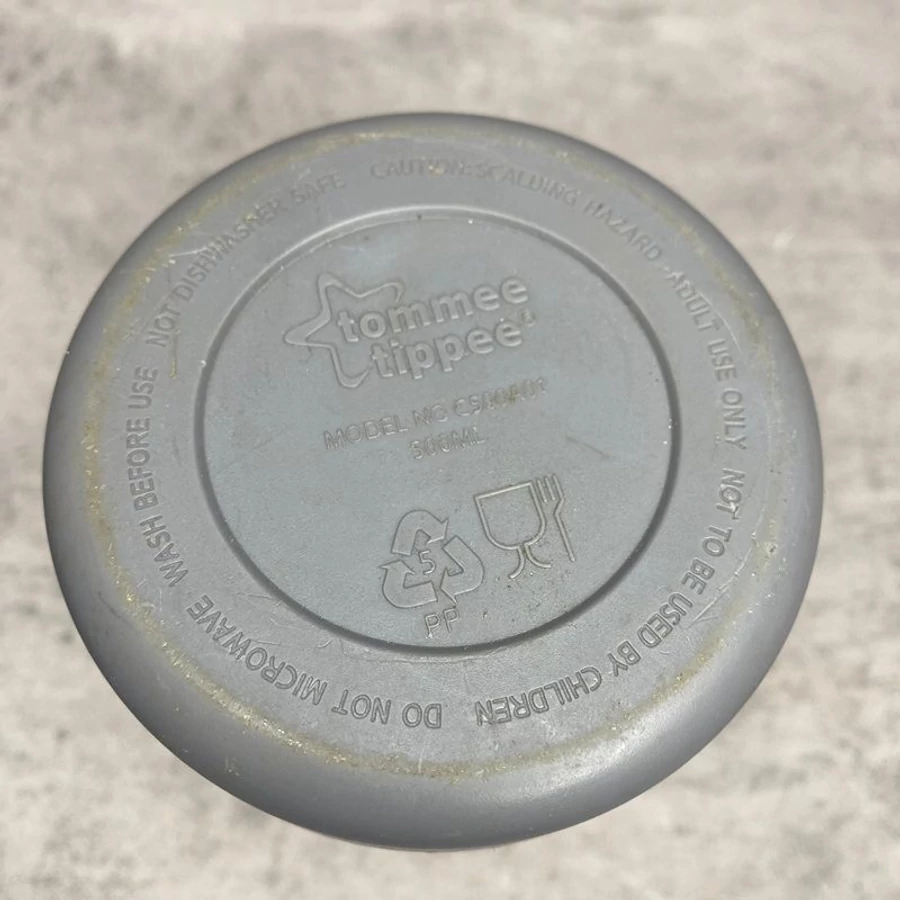 tommee
tippee
MODEL NO
500ML
5
PP
CAUTION: SCALDING HAZARD -ADULT USE ONLY
NOT TO BE USED BY CHILDREN
DO NOT MICROWAVE
WASH BEFORE USE
NOT DISHWASHER SAFE